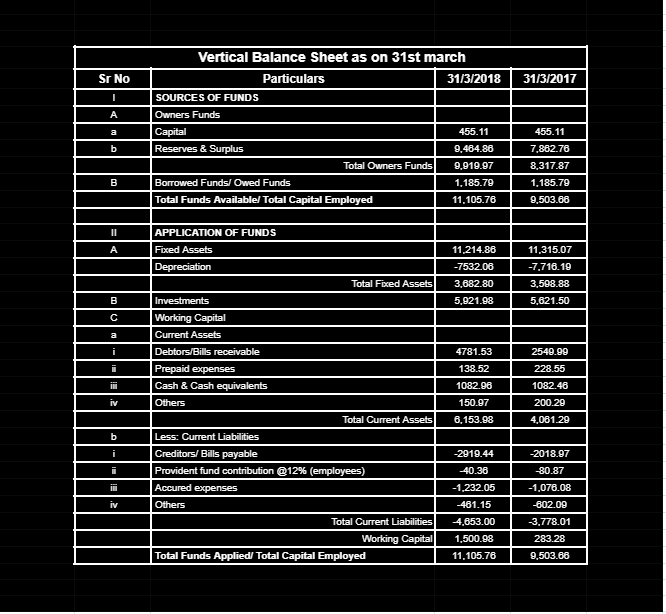 Vertical Balance Sheet as on 31st march
Sr No Particulars 31/3/2018 31/3/2017
I SOURCES OF FUNDS
A Owners Funds
a Capital 455.11 455.11
b Reserves & Surplus 9,464.86 7,862.76
Total Owners Funds 9,919.97 8,317.87
B Borrowed Funds/ Owed Funds 1,185.79 1,185.79
Total Funds Available/ Total Capital Employed 11,105.76 9,503.66
II APPLICATION OF FUNDS
A Fixed Assets 11,214.86 11,315.07
Depreciation -7532.06 -7,716.19
Total Fixed Assets 3,682.80 3,598.88
B Investments 5,921.98 5,621.50
C Working Capital
a Current Assets
i Debtors/Bills receivable 4781.53 2549.99
ii Prepaid expenses 138.52 228.55
iii Cash & Cash equivalents 1082.96 1082.46
iv Others 150.97 200.29
Total Current Assets 6,153.98 4,061.29
b Less: Current Liabilities
i Creditors/ Bills payable -2919.44 -2018.97
ii Provident fund contribution @12% (employees) -40.36 -80.87
iii Accured expenses -1,232.05 -1,076.08
iv Others -461.15 -602.09
Total Current Liabilities -4,653.00 -3,778.01
Working Capital 1,500.98 283.28
Total Funds Applied/ Total Capital Employed 11,105.76 9,503.66